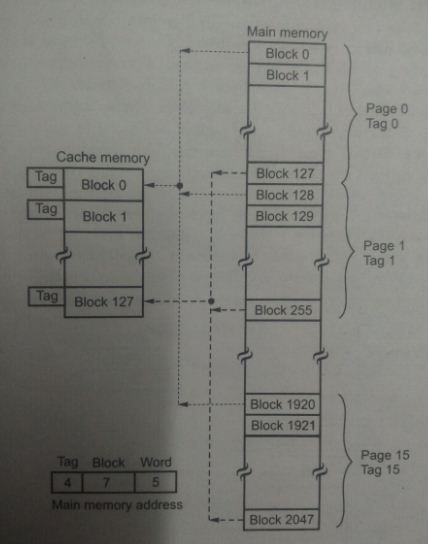 Main memory
Block 0
Block 1
Page 0
Tag 0
Cache memory
Tag
Block 0
Tag
Block 1
Tag
Block 127
Block 127
Block 128
Block 129
Page 1
Tag 1
Block 255
Block 1920
Block 1921
Page 15
Tag 15
Block 2047
Tag Block Word
4 7 5
Main memory address